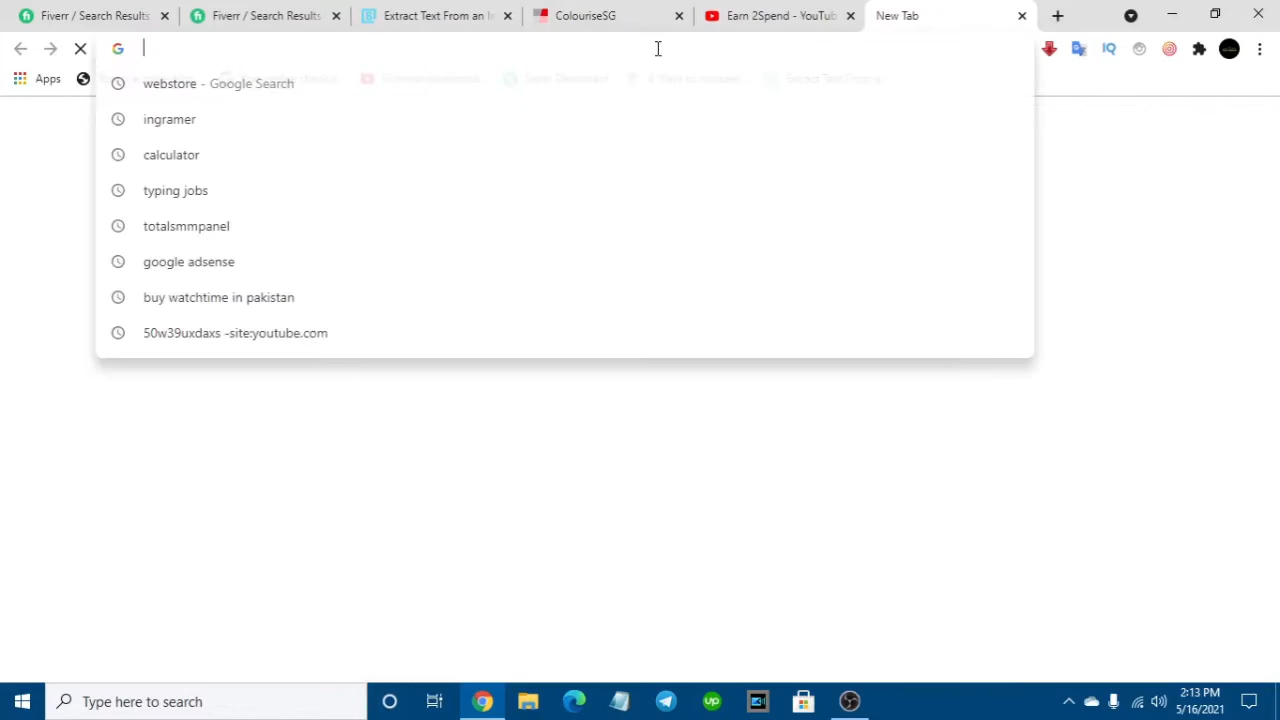 Fiverr / Search Results
Fiverr / Search Results
Extract Text From an Ir
ColouriseSG
Earn 2Spend - YouTub
New Tab
Apps
webstore - Google Search
ingramer
calculator
typing jobs
totalsmmpanel
google adsense
buy watchtime in pakistan
50w39uxdaxs -site:youtube.com
Type here to search
2:13 PM
5/16/2021